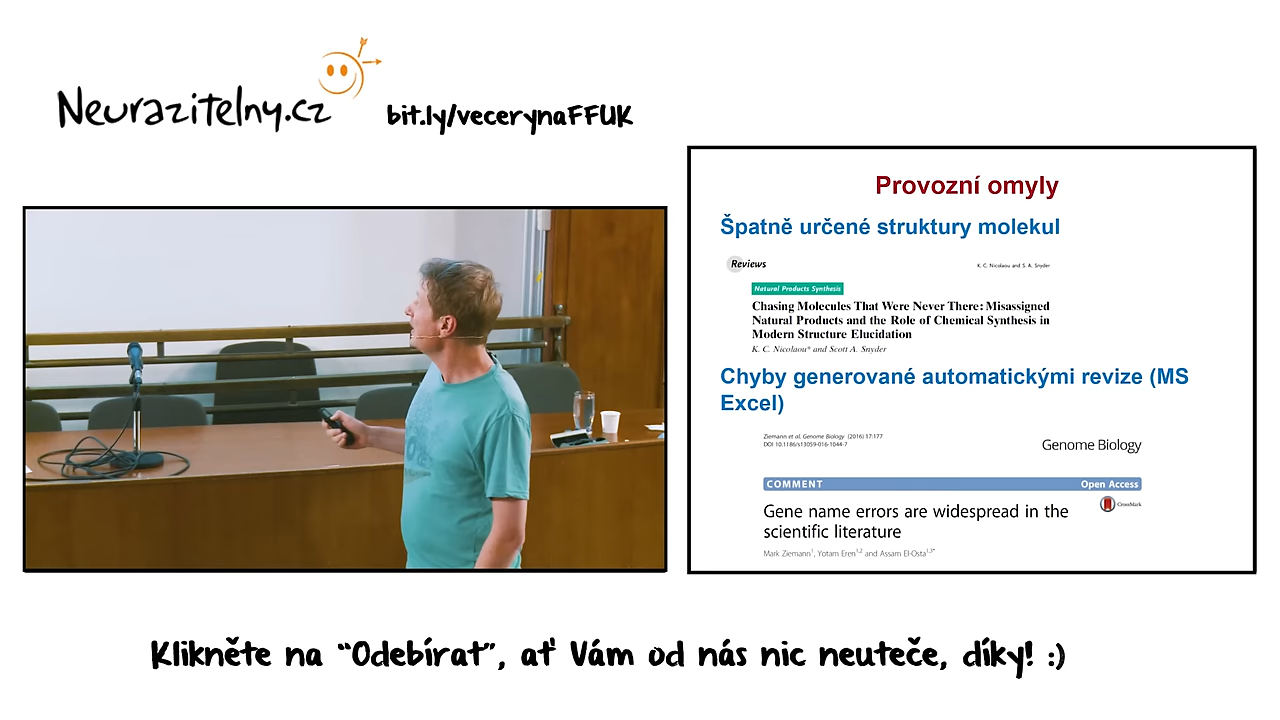 Neurazitelny.cz
bit.ly/vecerynaFFUK
Provozní omyly
Špatně určené struktury molekul
Reviews
K. C. Nicolaou and S. A. Snyder
Natural Products Synthesis
Chasing Molecules That Were Never There: Misassigned
Natural Products and the Role of Chemical Synthesis in
Modern Structure Elucidation
K. C. Nicolaou* and Scott A. Snyder
Chyby generované automatickými revize (MS
Excel)
Ziemann et al. Genome Biology (2016) 17:177
DOI 10.1186/s13059-016-1044-7
Genome Biology
COMMENT
Open Access
CrossMark
Gene name errors are widespread in the
scientific literature
Mark Ziemann1, Yotam Eren1,2 and Assam El-Osta1,3*
Klikněte na “Odebírat”, ať Vám od nás nic neuteče, díky! :)